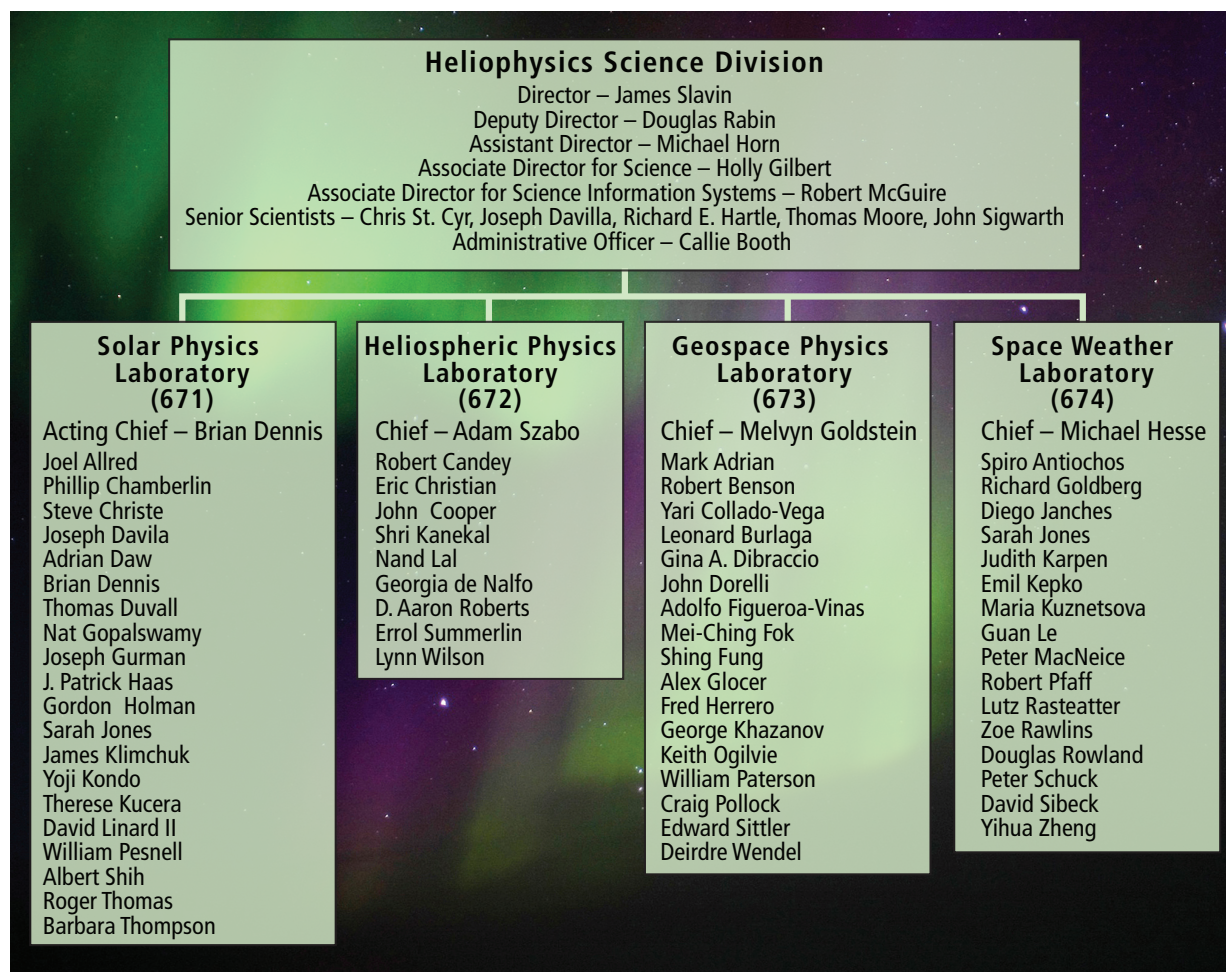 Heliophysics Science Division
Director – James Slavin
Deputy Director – Douglas Rabin
Assistant Director – Michael Horn
Associate Director for Science – Holly Gilbert
Associate Director for Science Information Systems – Robert McGuire
Senior Scientists – Chris St. Cyr, Joseph Davilla, Richard E. Hartle, Thomas Moore, John Sigwarth
Administrative Officer – Callie Booth
Solar Physics
Laboratory
(671)
Acting Chief – Brian Dennis
Joel Allred
Phillip Chamberlin
Steve Christe
Joseph Davila
Adrian Daw
Brian Dennis
Thomas Duvall
Nat Gopalswamy
Joseph Gurman
J. Patrick Haas
Gordon Holman
Sarah Jones
James Klimchuk
Yoji Kondo
Therese Kucera
David Linard II
William Pesnell
Albert Shih
Roger Thomas
Barbara Thompson
Heliospheric Physics
Laboratory
(672)
Chief – Adam Szabo
Robert Candey
Eric Christian
John Cooper
Shri Kanekal
Nand Lal
Georgia de Nalfo
D. Aaron Roberts
Errol Summerlin
Lynn Wilson
Geospace Physics
Laboratory
(673)
Chief – Melvyn Goldstein
Mark Adrian
Robert Benson
Yari Collado-Vega
Leonard Burlaga
Gina A. Dibraccio
John Dorelli
Adolfo Figueroa-Vinas
Mei-Ching Fok
Shing Fung
Alex Glocer
Fred Herrero
George Khazanov
Keith Ogilvie
William Paterson
Craig Pollock
Edward Sittler
Deirdre Wendel
Space Weather
Laboratory
(674)
Chief – Michael Hesse
Spiro Antiochos
Richard Goldberg
Diego Janches
Sarah Jones
Judith Karpen
Emil Kepko
Maria Kuznetsova
Guan Le
Peter MacNeice
Robert Pfaff
Lutz Rasteatter
Zoe Rawlins
Douglas Rowland
Peter Schuck
David Sibeck
Yihua Zheng